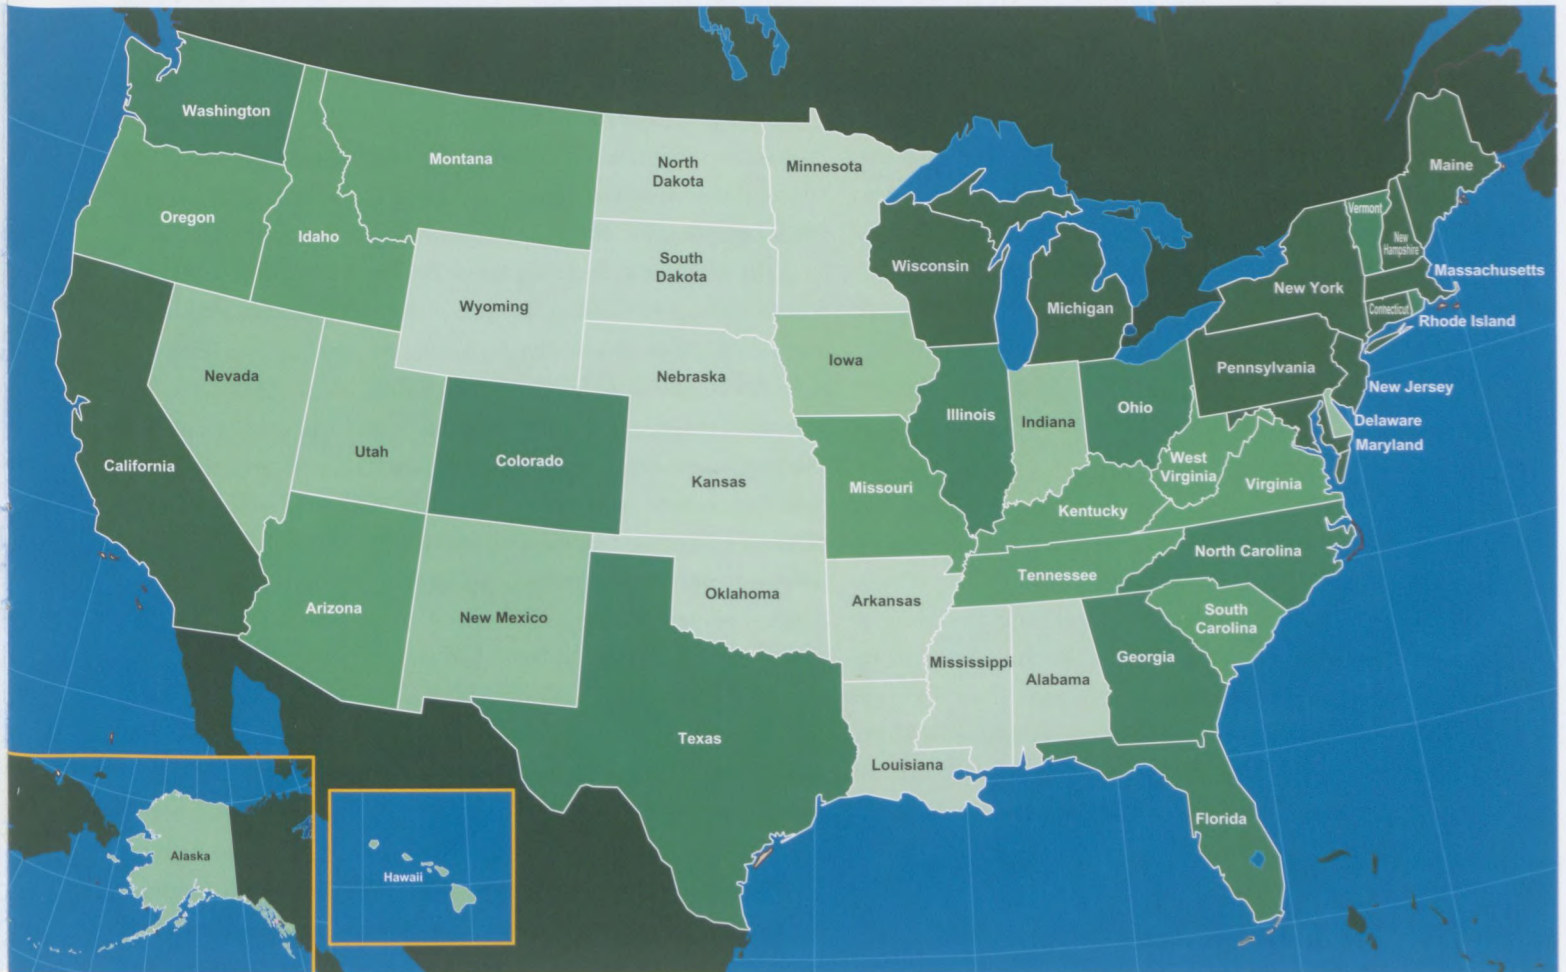 Washington
Montana
North
Dakota
Minnesota
Maine
Vermont
Oregon
Idaho
New
Hampshire
South
Dakota
Wisconsin
Massachusetts
Wyoming
Michigan
New York
Connecticut
Rhode Island
Iowa
Pennsylvania
Nevada
Nebraska
New Jersey
Illinois
Indiana
Ohio
Delaware
Utah
Colorado
Maryland
California
Kansas
Missouri
West
Virginia
Virginia
Kentucky
North Carolina
Tennessee
Arizona
New Mexico
Oklahoma
Arkansas
South
Carolina
Mississippi
Alabama
Georgia
Texas
Louisiana
Florida
Alaska
Hawaii